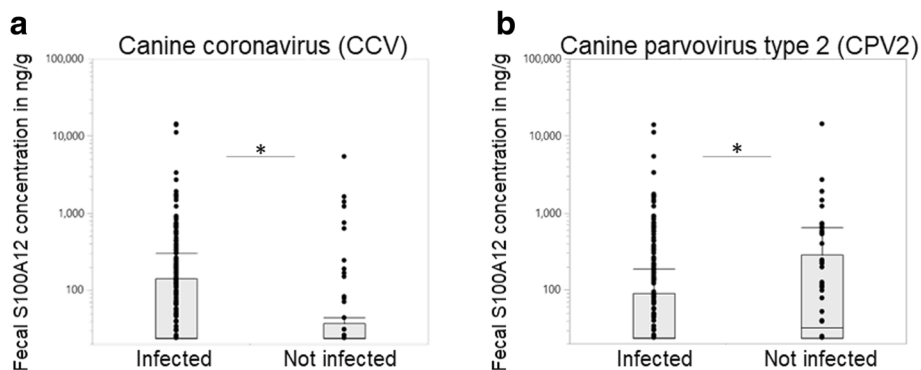 a
Canine coronavirus (CCV)
Fecal S100A12 concentration in ng/g
100,000
10,000
1,000
100
*
Infected
Not infected
b
Canine parvovirus type 2 (CPV2)
Fecal S100A12 concentration in ng/g
100,000
10,000
1,000
100
*
Infected
Not infected